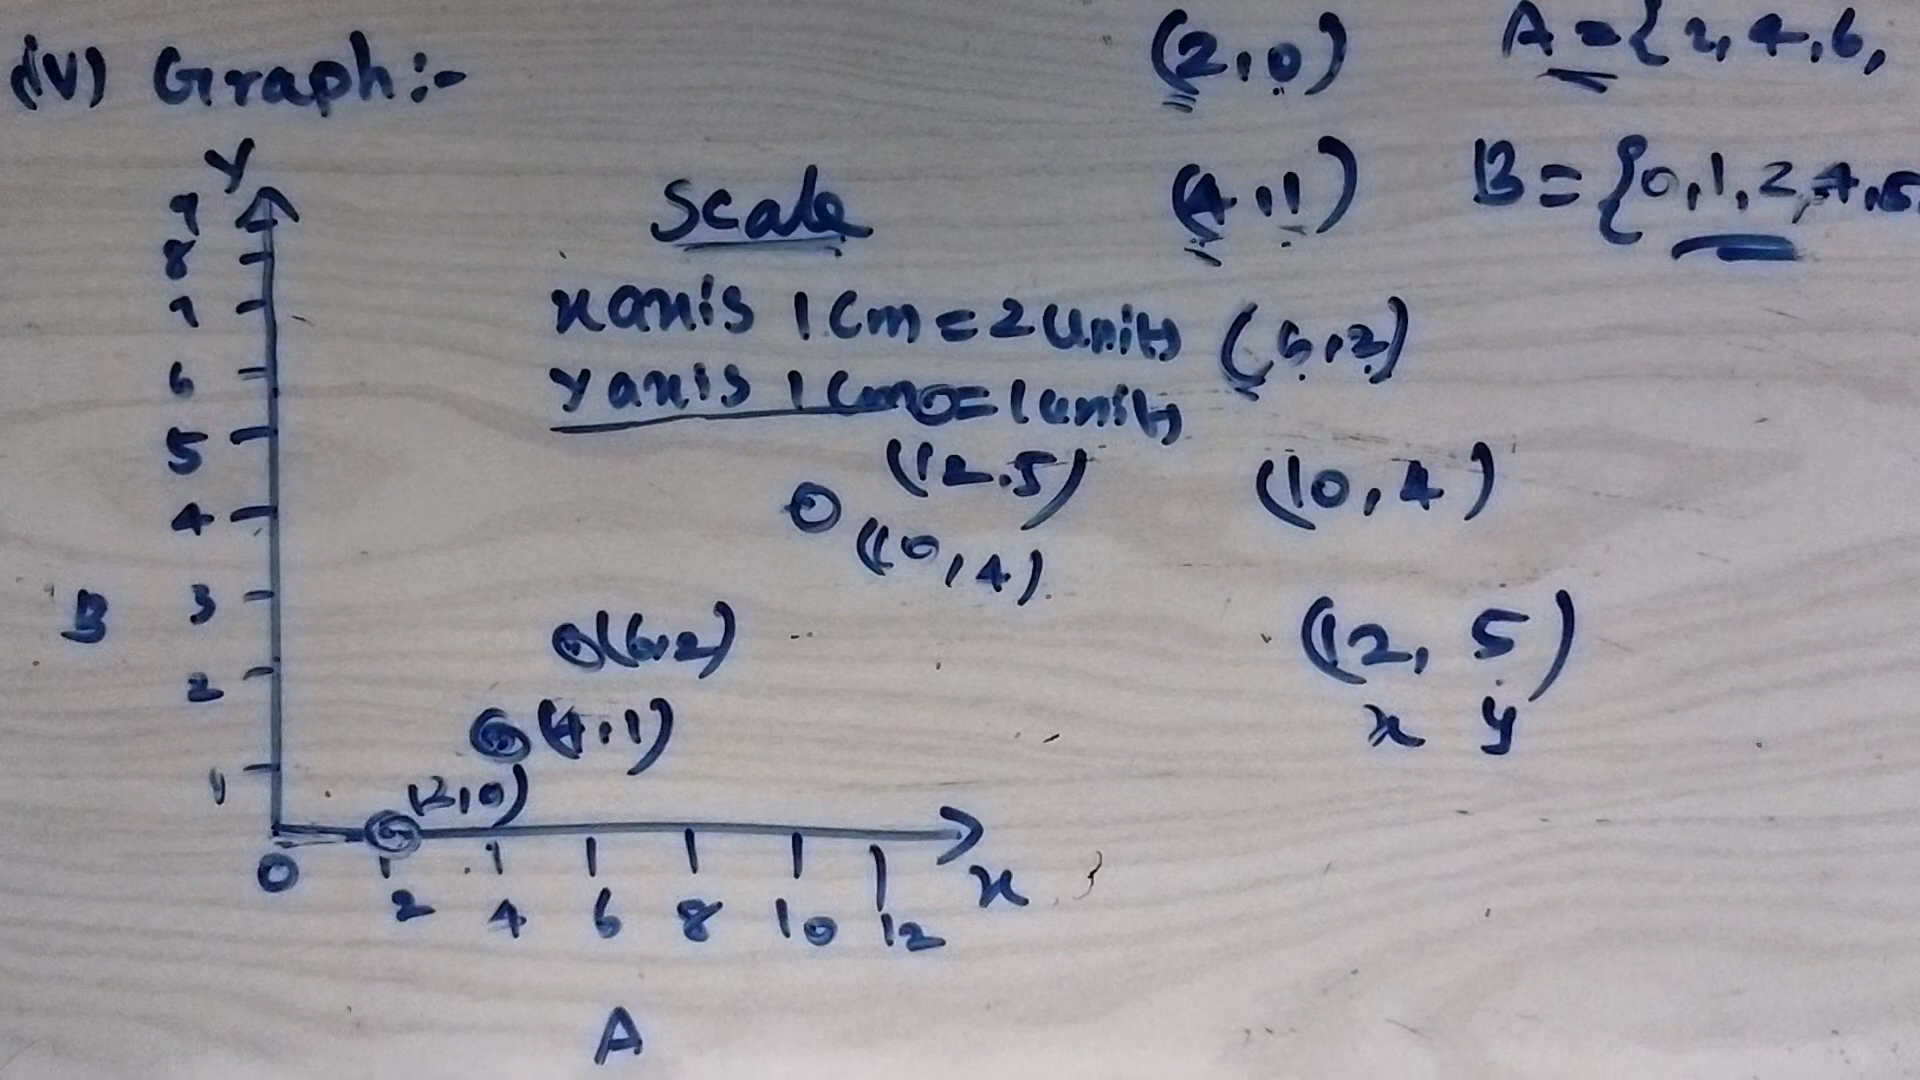 (iv) Graph:-
(2,0)
A = {2, 4, 6,
Y
9
8
7
6
5
4
3
2
1
B
Scale
x axis 1 Cm = 2 Units
y axis 1 Cm = 1 units
(4,1)
B = {0, 1, 2, 4, 5,
(6,2)
(12.5)
(10,4)
(10,4)
(6,2)
(12, 5)
x y
(4,1)
(2,0)
0 2 4 6 8 10 12 x
A